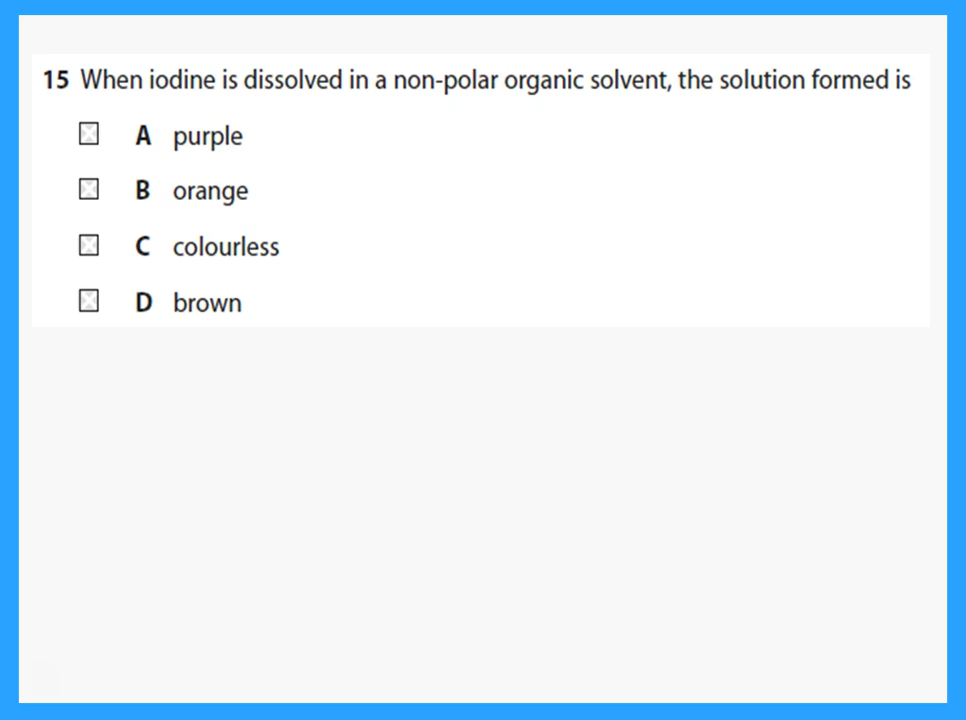 15 When iodine is dissolved in a non-polar organic solvent, the solution formed is
A purple
B orange
C colourless
D brown